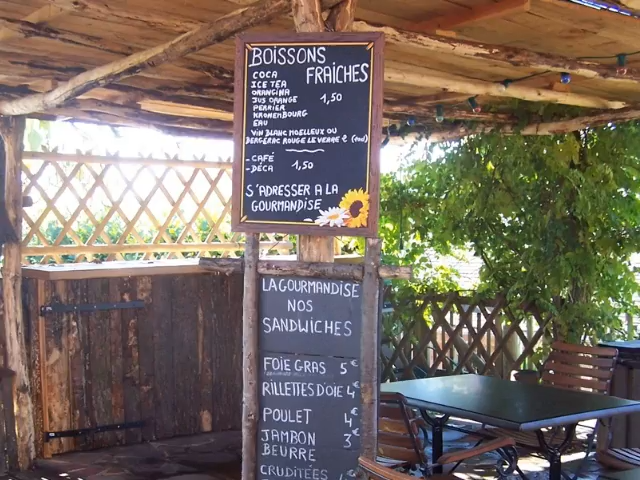 BOISSONS
FRAÎCHES
COCA
ICE TEA
ORANGINA
JUS ORANGE 1,50
PERRIER
KRONENBOURG
EAU
VIN BLANC MOELLEUX OU
BERGERAC ROUGE LE VERRE 2
- CAFÉ
- DÉCA 1,50
S'ADRESSER A LA
GOURMANDISE
LA GOURMANDISE
NOS
SANDWICHES
FOIE GRAS 5€
RILLETTES D'OIE 4€
POULET 4€
JAMBON 3€
BEURRE
CRUDITÉES